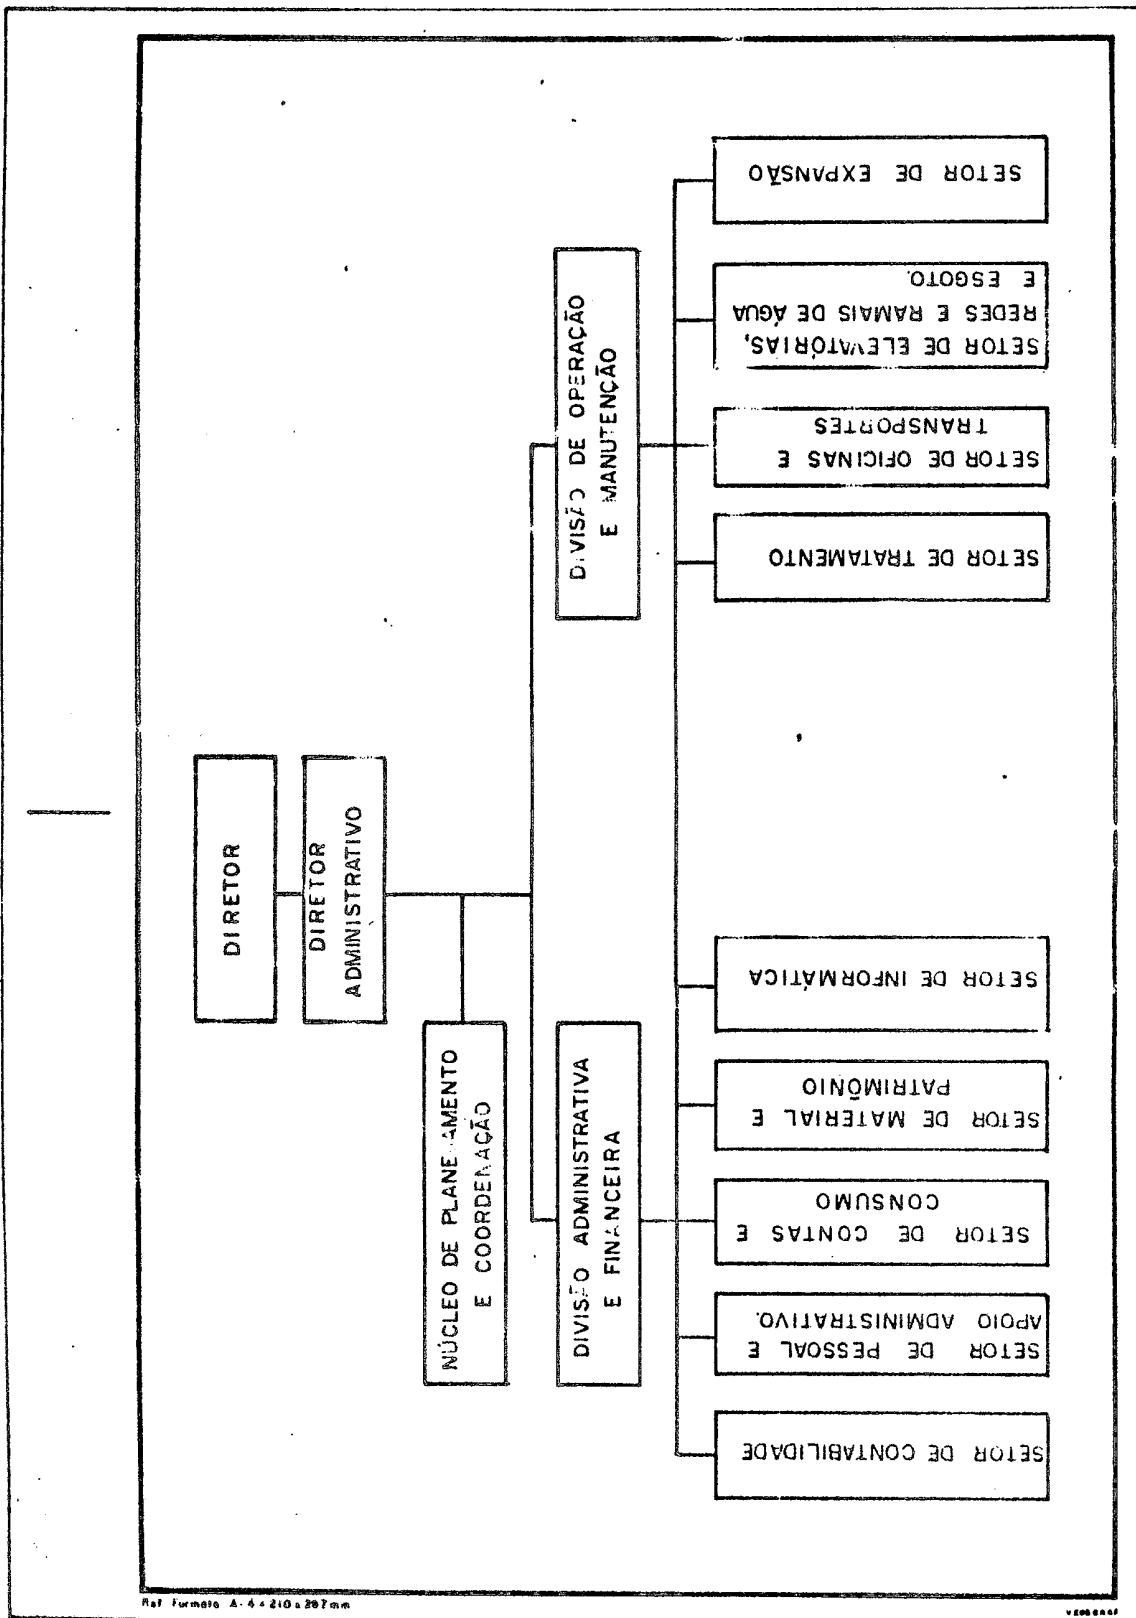 DIRETOR
DIRETOR
ADMINISTRATIVO
NÚCLEO DE PLANEJAMENTO
E COORDENAÇÃO
DIVISÃO ADMINISTRATIVA
E FINANCEIRA
DIVISÃO DE OPERAÇÃO
E MANUTENÇÃO
SETOR DE CONTABILIDADE
SETOR DE PESSOAL E
APOIO ADMINISTRATIVO.
SETOR DE CONTAS E
CONSUMO
SETOR DE MATERIAL E
PATRIMÔNIO
SETOR DE INFORMÁTICA
SETOR DE TRATAMENTO
SETOR DE OFICINAS E
TRANSPORTES
SETOR DE ELEVATÓRIAS,
REDES E RAMAIS DE ÁGUA
E ESGOTO.
SETOR DE EXPANSÃO
Ref Formato A-4 210 x 297 mm